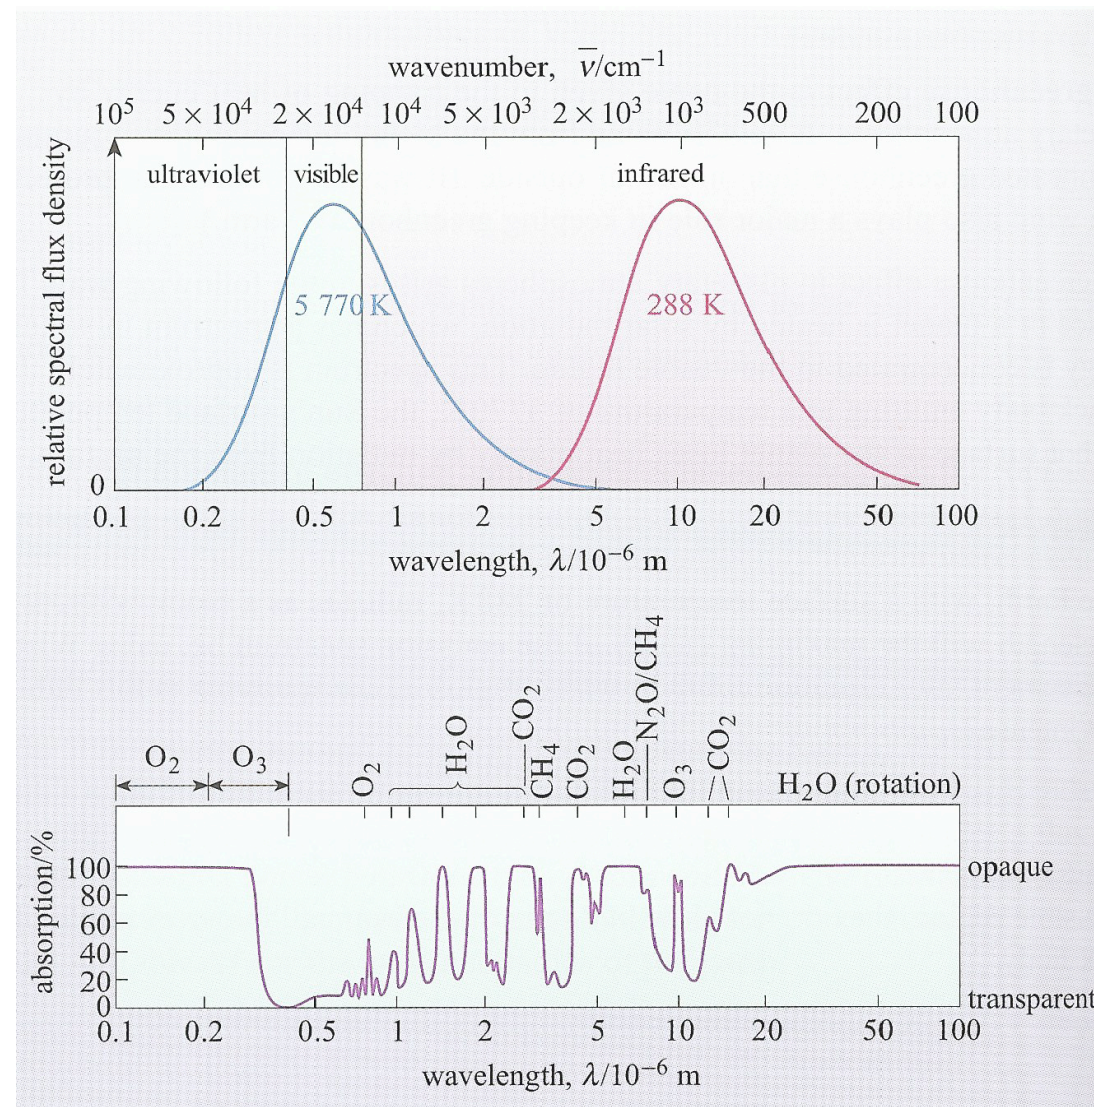 wavenumber, ν̅/cm⁻¹
10⁵ 5 × 10⁴ 2 × 10⁴ 10⁴ 5 × 10³ 2 × 10³ 10³ 500 200 100
relative spectral flux density
ultraviolet visible infrared
5 770 K 288 K
0
0.1 0.2 0.5 1 2 5 10 20 50 100
wavelength, λ/10⁻⁶ m
O₂ O₃ O₂ H₂O CO₂ CH₄ CO₂ H₂O N₂O/CH₄ O₃ CO₂ H₂O (rotation)
absorption/%
100 opaque
80
60
40
20
0 transparent
0.1 0.2 0.5 1 2 5 10 20 50 100
wavelength, λ/10⁻⁶ m